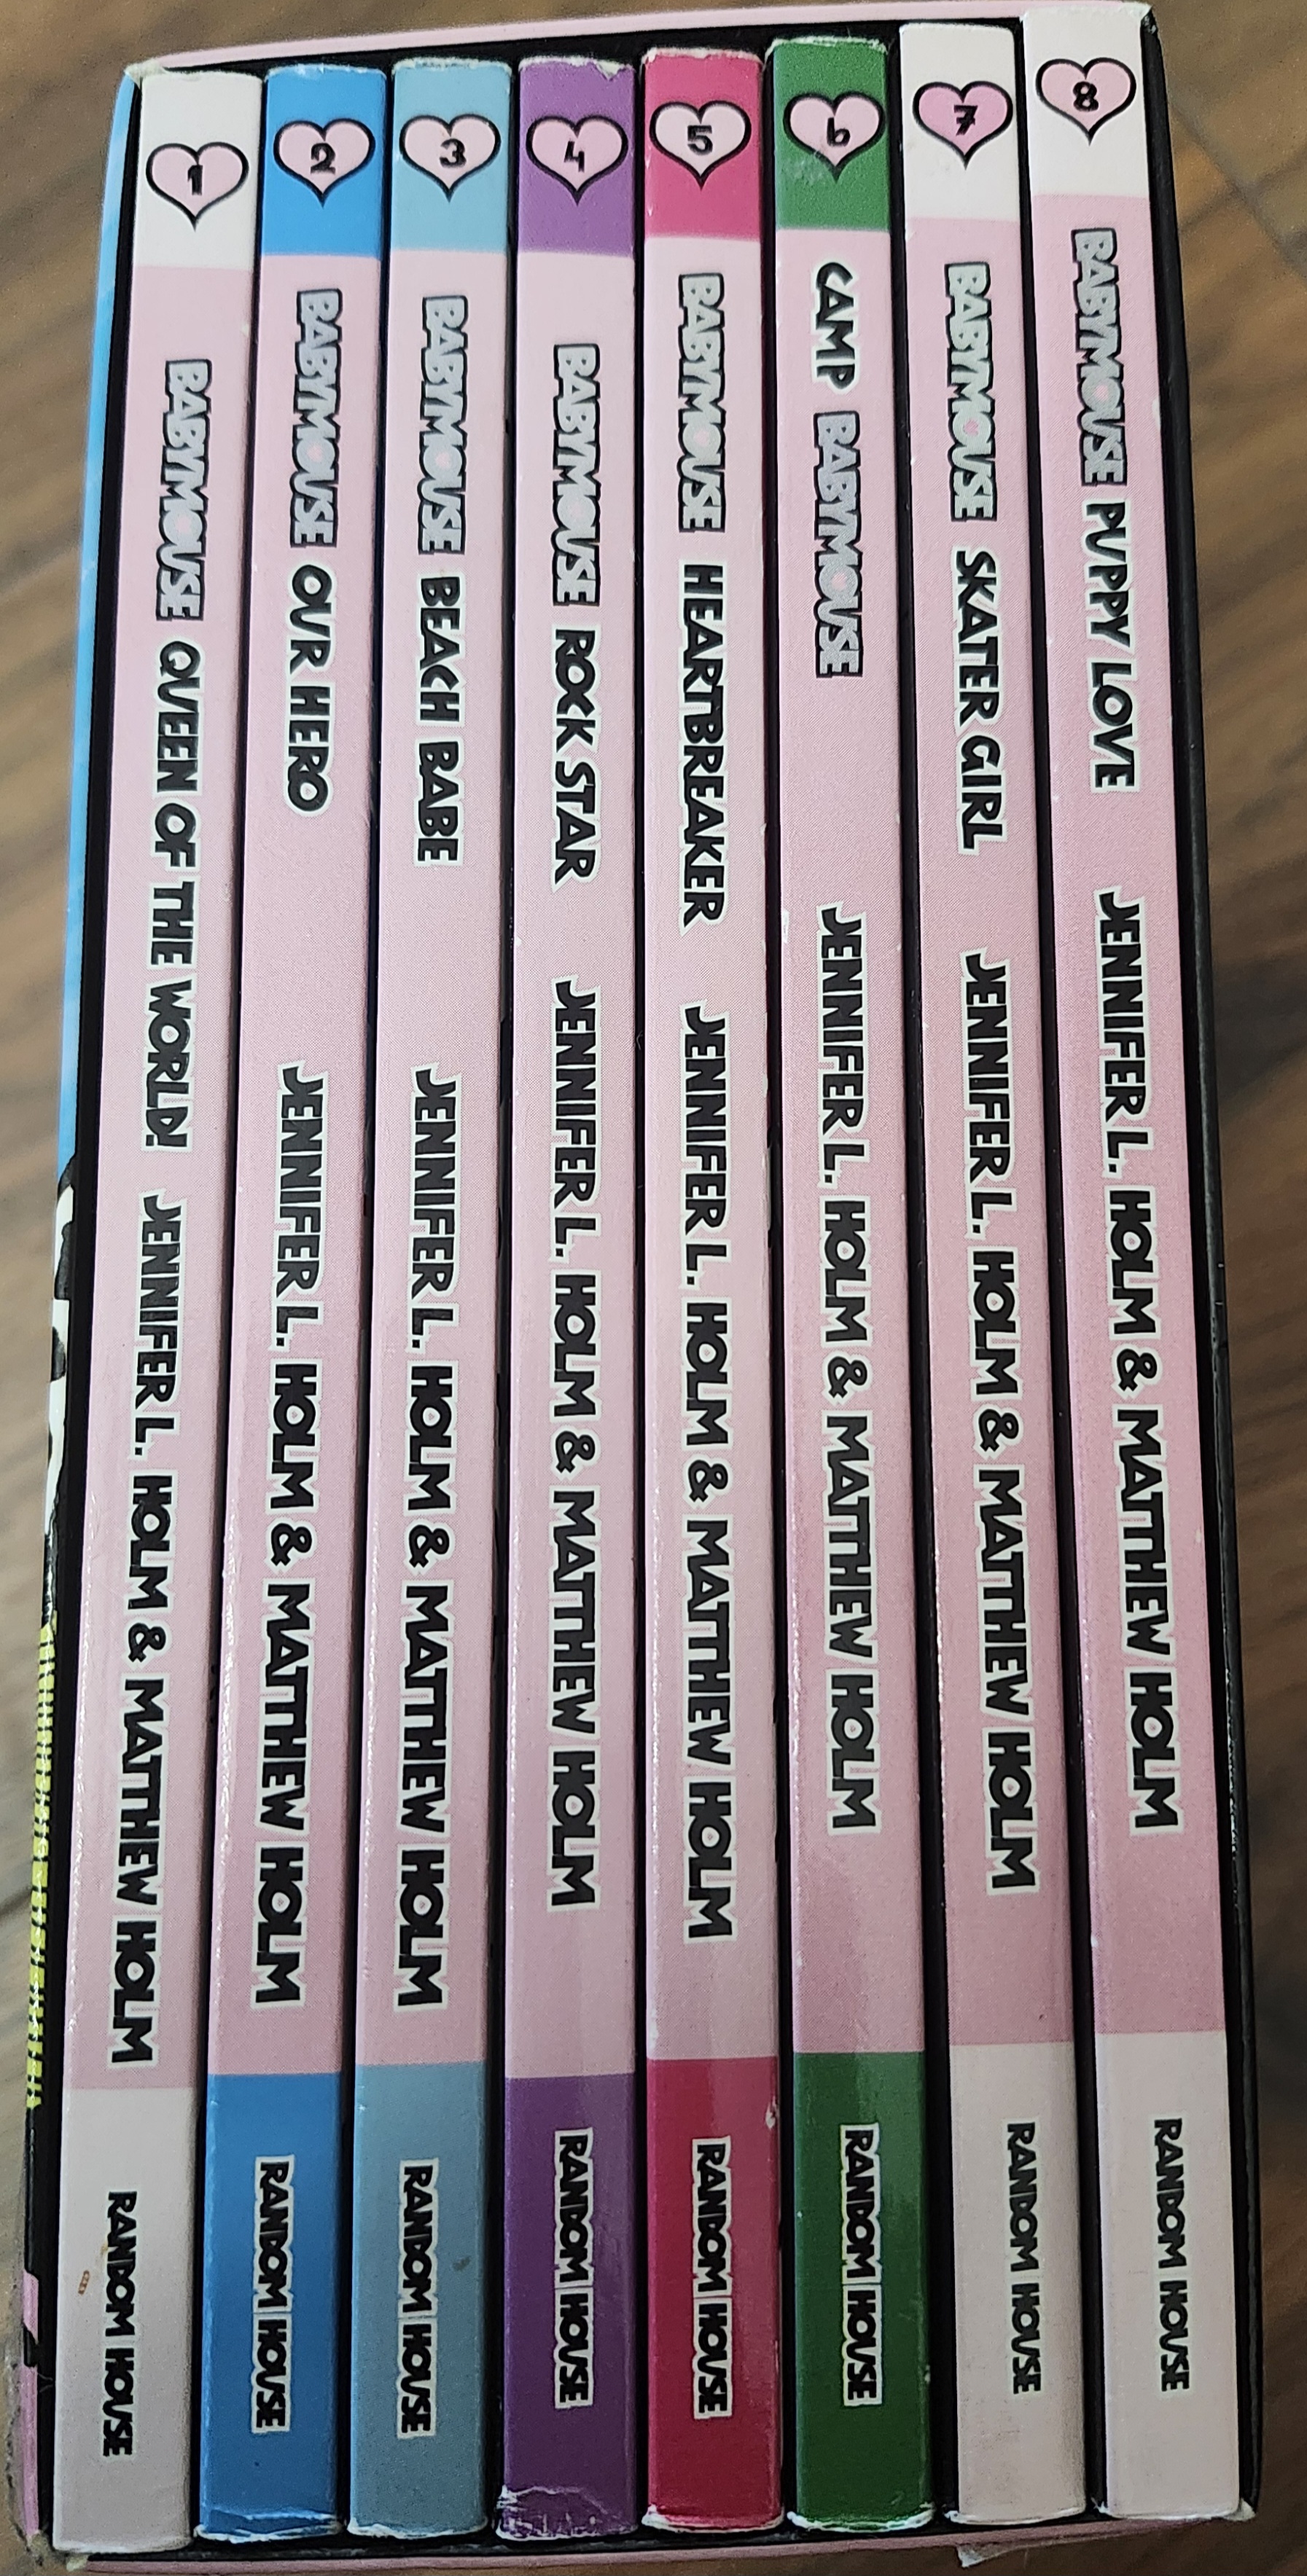 1
BABYMOUSE QUEEN OF THE WORLD! JENNIFER L. HOLM & MATTHEW HOLM RANDOM HOUSE
2
BABYMOUSE OUR HERO JENNIFER L. HOLM & MATTHEW HOLM RANDOM HOUSE
3
BABYMOUSE BEACH BABE JENNIFER L. HOLM & MATTHEW HOLM RANDOM HOUSE
4
BABYMOUSE ROCK STAR JENNIFER L. HOLM & MATTHEW HOLM RANDOM HOUSE
5
BABYMOUSE HEARTBREAKER JENNIFER L. HOLM & MATTHEW HOLM RANDOM HOUSE
6
CAMP BABYMOUSE JENNIFER L. HOLM & MATTHEW HOLM RANDOM HOUSE
7
BABYMOUSE SKATER GIRL JENNIFER L. HOLM & MATTHEW HOLM RANDOM HOUSE
8
BABYMOUSE PUPPY LOVE JENNIFER L. HOLM & MATTHEW HOLM RANDOM HOUSE